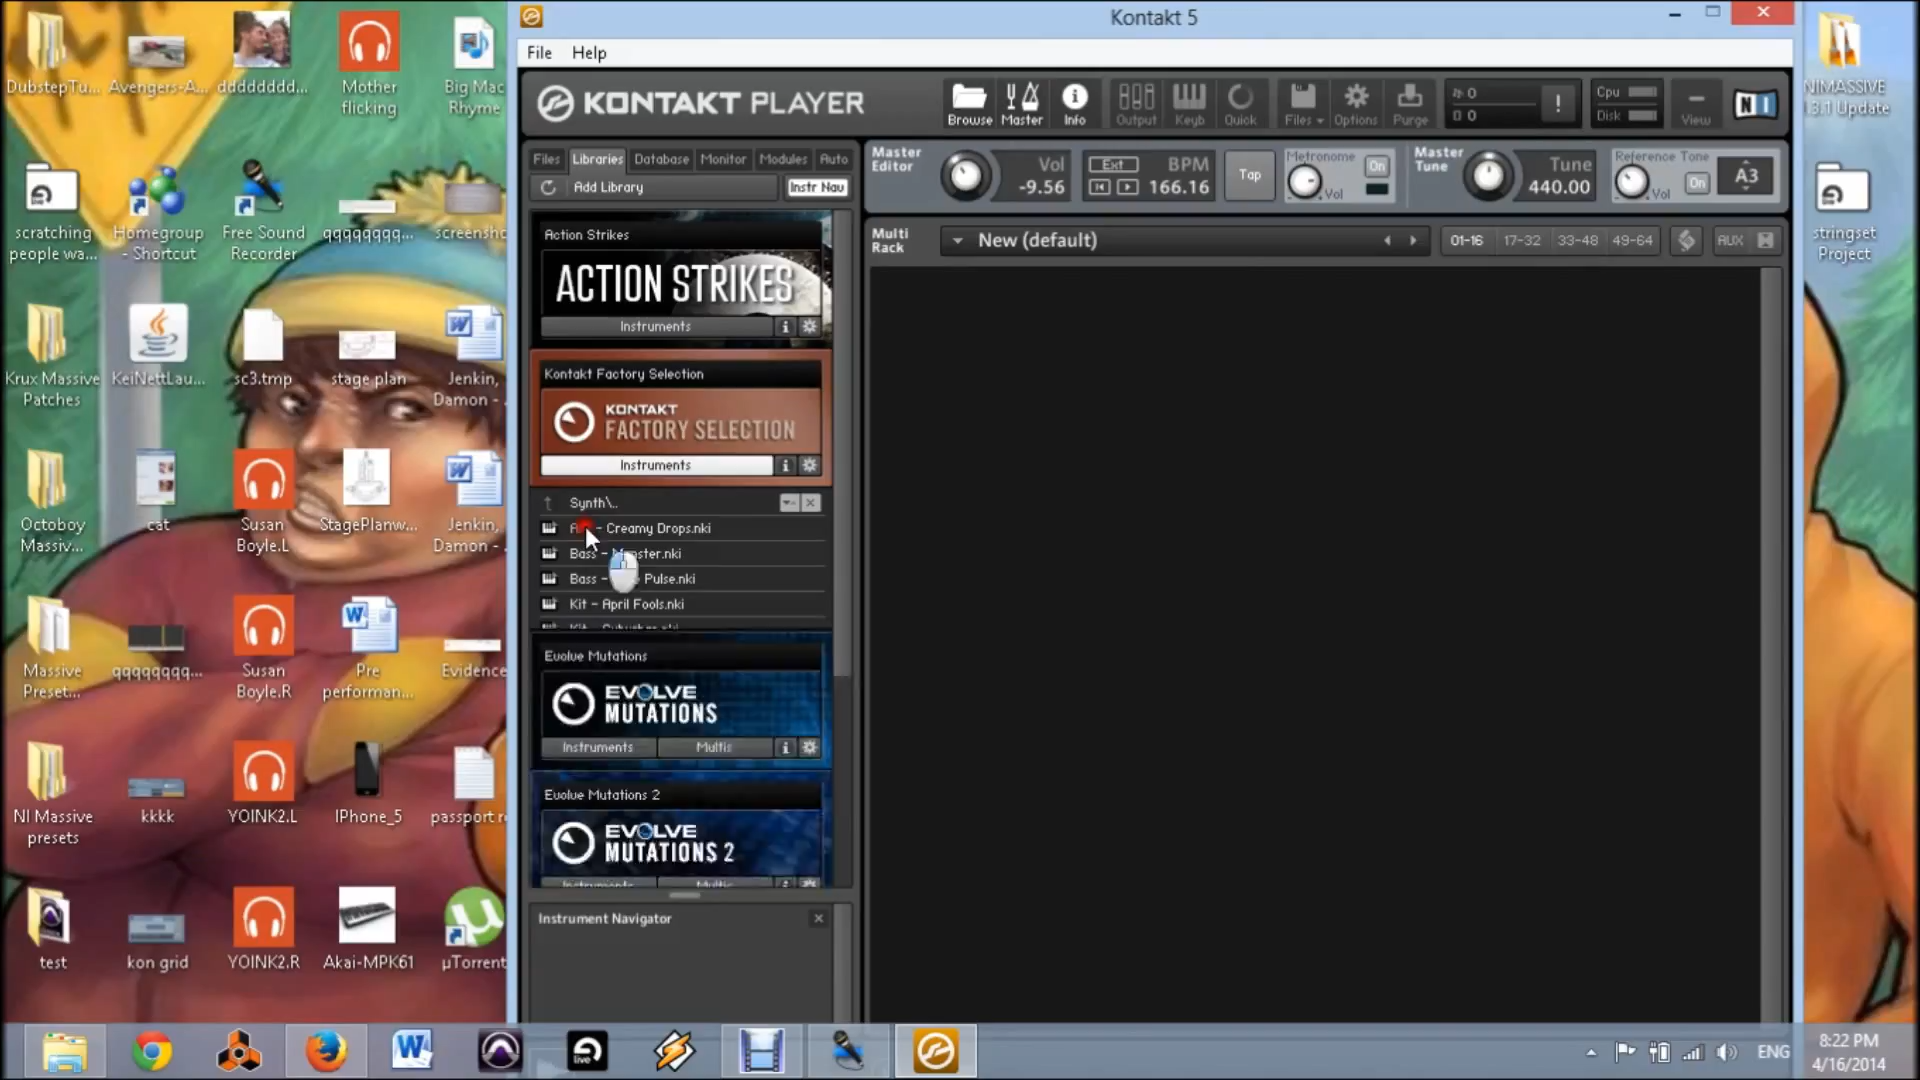 DubstepTu...
Avengers-A...
dddddddd...
Mother
flicking
Big Mac
Rhyme
scratching
people wa...
Homegroup
- Shortcut
Free Sound
Recorder
qqqqqqqq...
screensho
Krux Massive
Patches
KeiNettLau...
sc3.tmp
stage plan
Jenkin,
Damon - .
Octoboy
Massiv...
cat
Susan
Boyle.L
StagePlanw...
Jenkin,
Damon - .
Massive
Preset...
qqqqqqqq...
Susan
Boyle.R
Pre
performan...
Evidence
NI Massive
presets
kkkk
YOINK2.L
IPhone_5
passport r
test
kon grid
YOINK2.R
Akai-MPK61
µTorrent
Kontakt 5
File Help
KONTAKT PLAYER
Browse Master Info Output Keyb Quick Files Options Purge
0
0
!
Cpu
Disk
View
NI
Files Libraries Database Monitor Modules Auto
Add Library
Instr Nav
Master
Editor
Vol
-9.56
Ext BPM
166.16
Tap
Metronome On
Vol
Master
Tune
Tune
440.00
Reference Tone
On
Vol
A3
Multi
Rack
New (default)
01-16 17-32 33-48 49-64
AUX
Action Strikes
ACTION STRIKES
Instruments
Kontakt Factory Selection
KONTAKT
FACTORY SELECTION
Instruments
Synth\..
- Creamy Drops.nki
Bass -
Bass - Pulse.nki
Kit - April Fools.nki
Evolve Mutations
EVOLVE
MUTATIONS
Instruments Multis
Evolve Mutations 2
EVOLVE
MUTATIONS 2
Instrument Navigator
NIMASSIVE
1.3.1 Update
stringset
Project
live
ENG
8:22 PM
4/16/2014